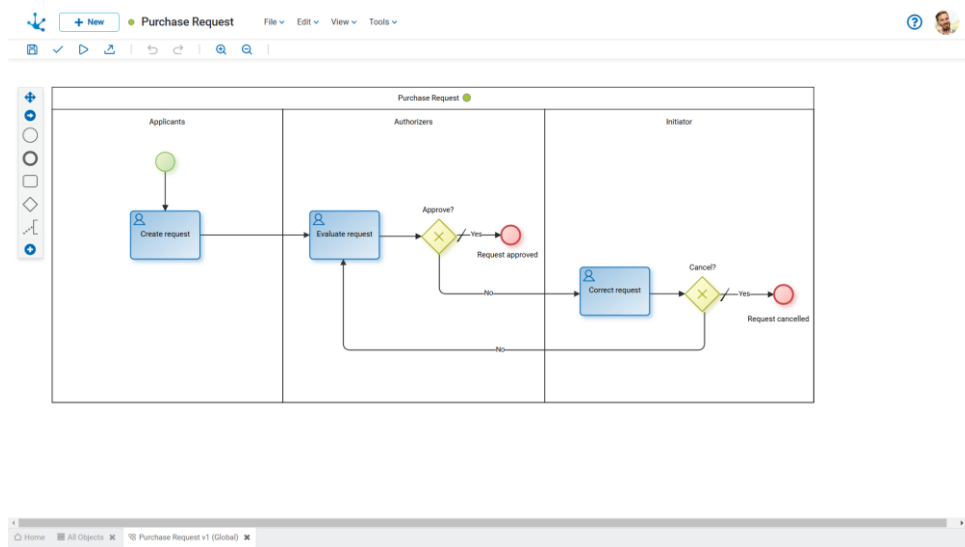 + New
Purchase Request
File Edit View Tools
Purchase Request
Applicants
Authorizers
Initiator
Approve?
Create request
Evaluate request
Yes
Request approved
Cancel?
No
Correct request
Yes
Request cancelled
No
Home
All Objects
Purchase Request v1 (Global)